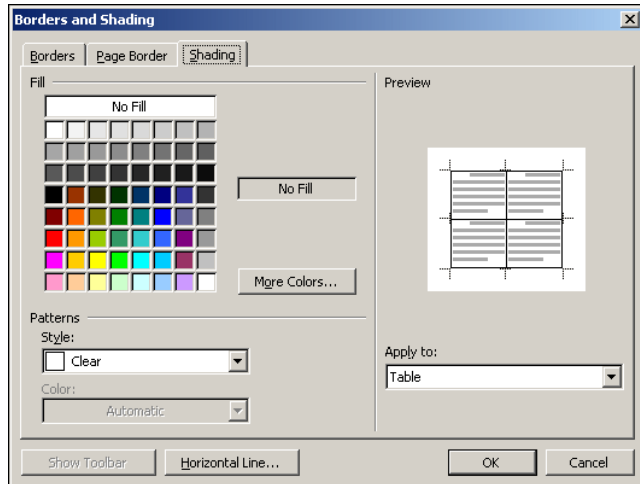 Borders and Shading
Borders
Page Border
Shading
Fill
No Fill
No Fill
More Colors...
Patterns
Style:
Clear
Color:
Automatic
Preview
Apply to:
Table
Show Toolbar
Horizontal Line...
OK
Cancel